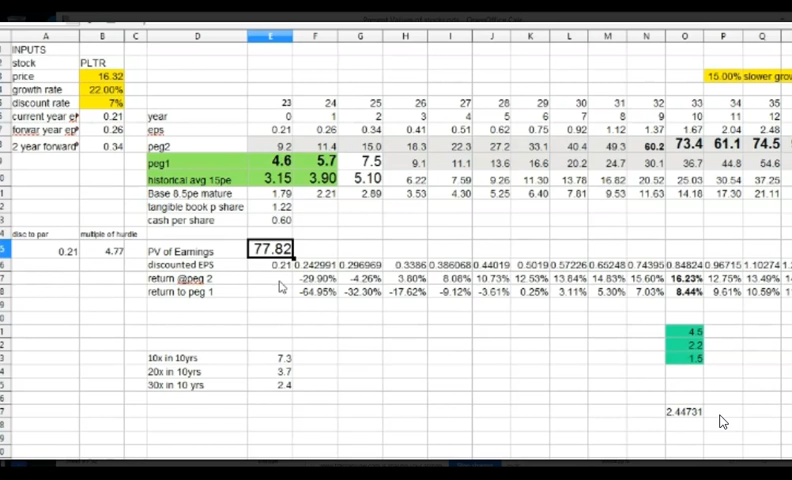 A B C D E F G H I J K L M N O P Q
INPUTS
stock PLTR
price 16.32 15.00% slower grow
growth rate 22.00%
discount rate 7% 23 24 25 26 27 28 29 30 31 32 33 34 35
current year e 0.21 year 0 1 2 3 4 5 6 7 8 9 10 11 12
forwar year ep 0.26 eps 0.21 0.26 0.34 0.41 0.51 0.62 0.75 0.92 1.12 1.37 1.67 2.04 2.48
2 year forward 0.34 peg2 9.2 11.4 15.0 18.3 22.3 27.2 33.1 40.4 49.3 60.2 73.4 61.1 74.5
peg1 4.6 5.7 7.5 9.1 11.1 13.6 16.6 20.2 24.7 30.1 36.7 44.8 54.6
historical avg 15pe 3.15 3.90 5.10 6.22 7.59 9.26 11.30 13.78 16.82 20.52 25.03 30.54 37.25
Base 8.5pe mature 1.79 2.21 2.89 3.53 4.30 5.25 6.40 7.81 9.53 11.63 14.18 17.30 21.11
tangible book p share 1.22
cash per share 0.60
disc to par multiple of hurdle
0.21 4.77 PV of Earnings 77.82
discounted EPS 0.21 0.242991 0.296969 0.3386 0.386068 0.44019 0.5019 0.57226 0.65248 0.74395 0.84824 0.96715 1.10274
return @peg 2 -29.90% -4.26% 3.80% 8.08% 10.73% 12.53% 13.84% 14.83% 15.60% 16.23% 12.75% 13.49%
return to peg 1 -64.95% -32.30% -17.62% -9.12% -3.61% 0.25% 3.11% 5.30% 7.03% 8.44% 9.61% 10.59%
4.5
2.2
10x in 10yrs 7.3 1.5
20x in 10yrs 3.7
30x in 10 yrs 2.4
2.44731